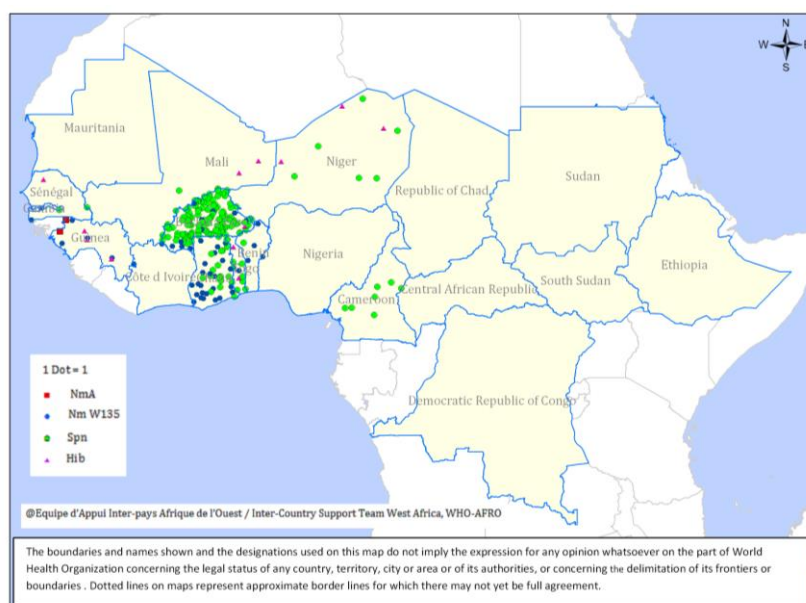 N
W E
S
Mauritania
Mali
Niger
Sénégal
Republic of Chad
Sudan
Guinea
Nigeria
Côte d Ivoire
Cameroon
Central African Republic
South Sudan
Ethiopia
Democratic Republic of Congo
1 Dot = 1
NmA
Nm W135
Spn
Hib
@Equipe d'Appui Inter-pays Afrique de l'Ouest / Inter-Country Support Team West Africa, WHO-AFRO
The boundaries and names shown and the designations used on this map do not imply the expression for any opinion whatsoever on the part of World
Health Organization concerning the legal status of any country, territory, city or area or of its authorities, or concerning the delimitation of its frontiers or
boundaries . Dotted lines on maps represent approximate border lines for which there may not yet be full agreement.